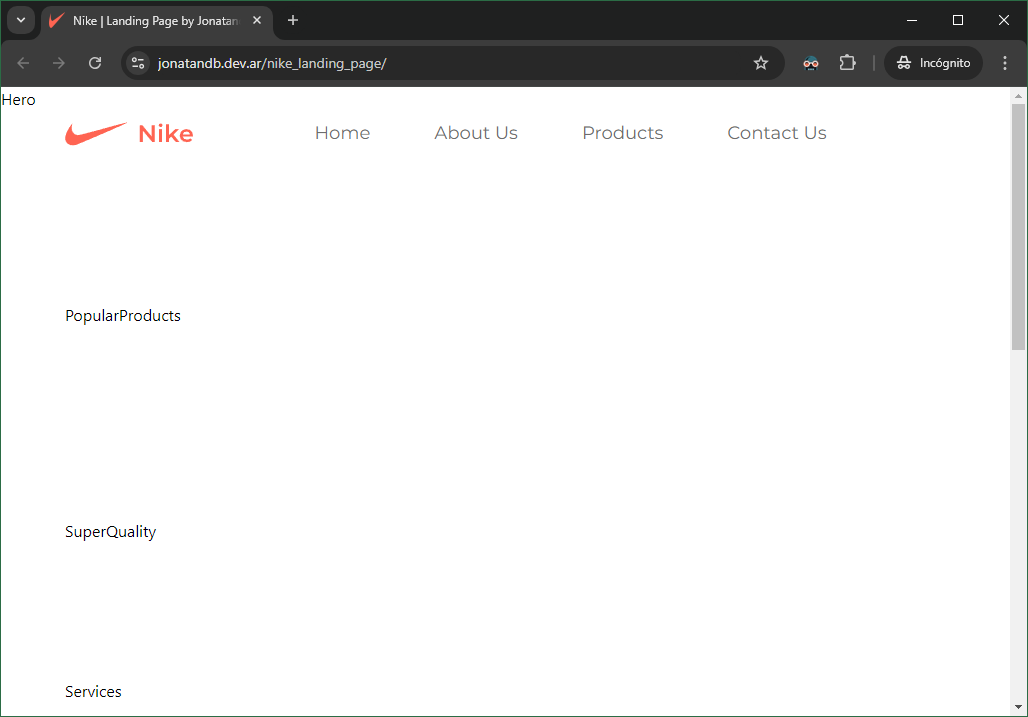 Nike | Landing Page by Jonatan
jonatandb.dev.ar/nike_landing_page/
Incógnito
Hero
Nike
Home
About Us
Products
Contact Us
PopularProducts
SuperQuality
Services